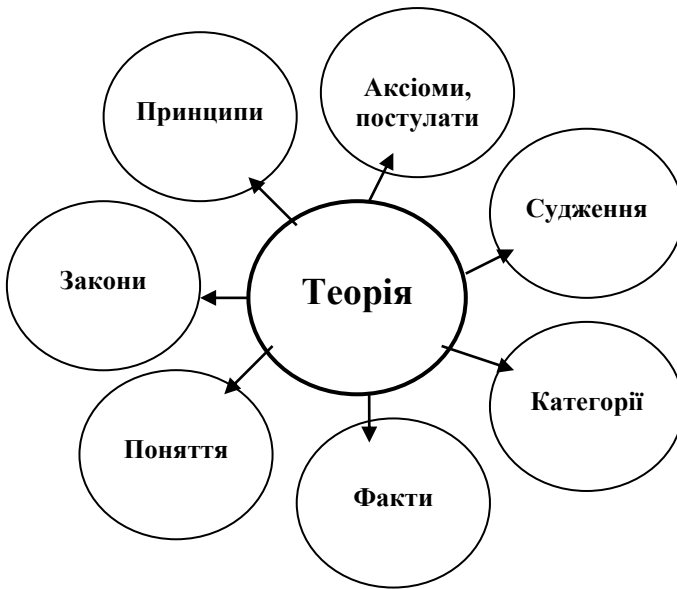 Принципи
Аксіоми,
постулати
Судження
Закони
Теорія
Категорії
Поняття
Факти